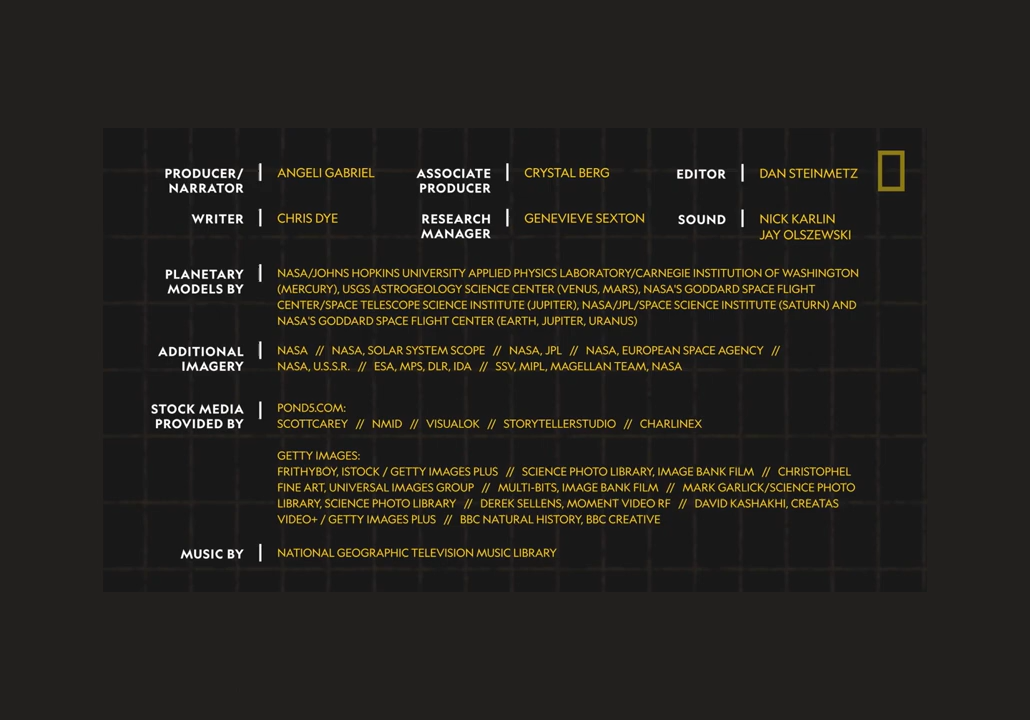 PRODUCER/ NARRATOR | ANGELI GABRIEL
ASSOCIATE PRODUCER | CRYSTAL BERG
EDITOR | DAN STEINMETZ
WRITER | CHRIS DYE
RESEARCH MANAGER | GENEVIEVE SEXTON
SOUND | NICK KARLIN
JAY OLSZEWSKI
PLANETARY MODELS BY | NASA/JOHNS HOPKINS UNIVERSITY APPLIED PHYSICS LABORATORY/CARNEGIE INSTITUTION OF WASHINGTON
(MERCURY), USGS ASTROGEOLOGY SCIENCE CENTER (VENUS, MARS), NASA'S GODDARD SPACE FLIGHT
CENTER/SPACE TELESCOPE SCIENCE INSTITUTE (JUPITER), NASA/JPL/SPACE SCIENCE INSTITUTE (SATURN) AND
NASA'S GODDARD SPACE FLIGHT CENTER (EARTH, JUPITER, URANUS)
ADDITIONAL IMAGERY | NASA // NASA, SOLAR SYSTEM SCOPE // NASA, JPL // NASA, EUROPEAN SPACE AGENCY //
NASA, U.S.S.R. // ESA, MPS, DLR, IDA // SSV, MIPL, MAGELLAN TEAM, NASA
STOCK MEDIA PROVIDED BY | POND5.COM:
SCOTTCAREY // NMID // VISUALOK // STORYTELLERSTUDIO // CHARLINEX
GETTY IMAGES:
FRITHYBOY, ISTOCK / GETTY IMAGES PLUS // SCIENCE PHOTO LIBRARY, IMAGE BANK FILM // CHRISTOPHEL
FINE ART, UNIVERSAL IMAGES GROUP // MULTI-BITS, IMAGE BANK FILM // MARK GARLICK/SCIENCE PHOTO
LIBRARY, SCIENCE PHOTO LIBRARY // DEREK SELLENS, MOMENT VIDEO RF // DAVID KASHAKHI, CREATAS
VIDEO+ / GETTY IMAGES PLUS // BBC NATURAL HISTORY, BBC CREATIVE
MUSIC BY | NATIONAL GEOGRAPHIC TELEVISION MUSIC LIBRARY